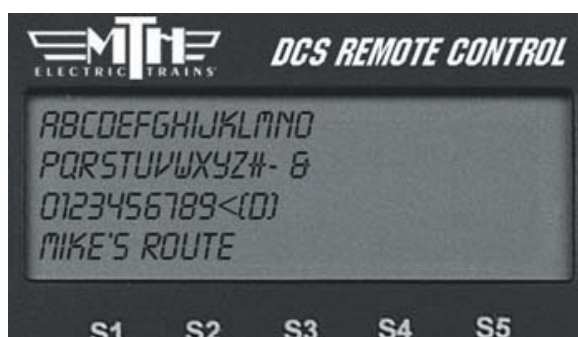 MTH
ELECTRIC TRAINS
DCS REMOTE CONTROL
ABCDEFGHIJKLMNO
PQRSTUVWXYZ#- &
0123456789<(D)
MIKE'S ROUTE
S1 S2 S3 S4 S5